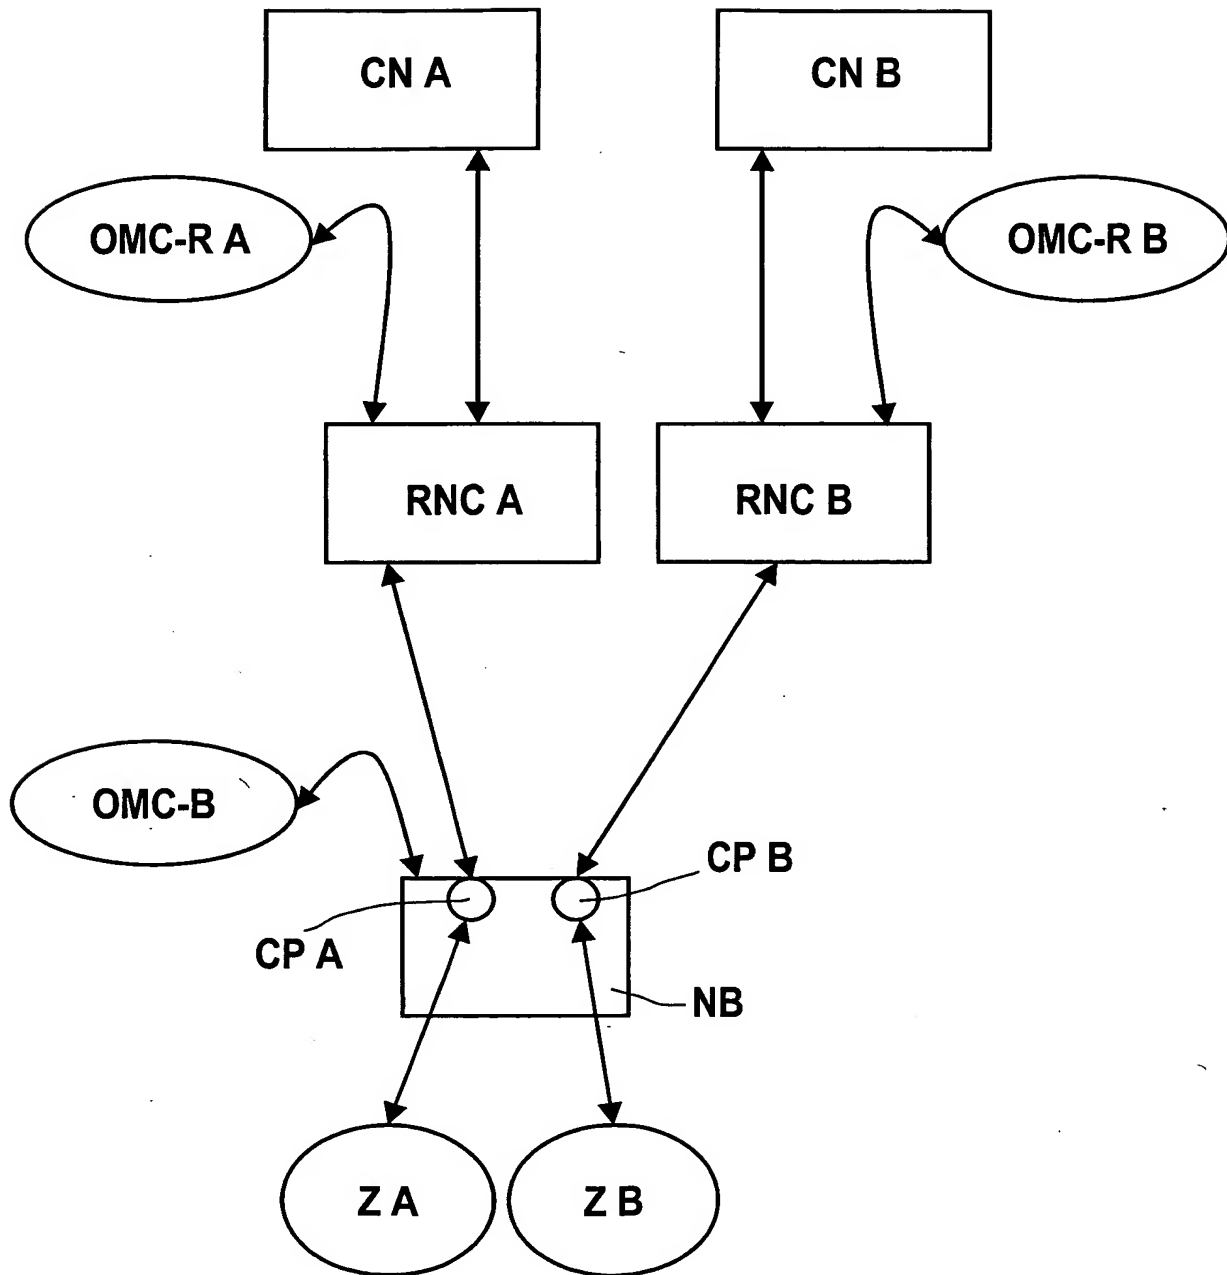 CN A
CN B
OMC-R A
OMC-R B
RNC A
RNC B
OMC-B
CP B
CP A
NB
Z A
Z B